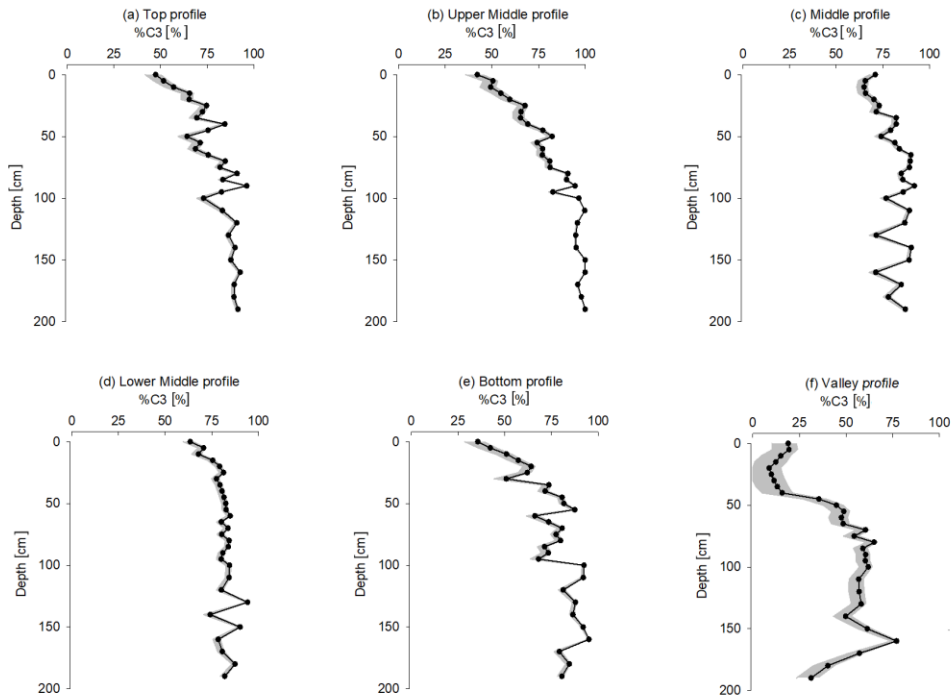 (a) Top profile
%C3 [%]
0 25 50 75 100
0
50
100
150
200
Depth [cm]
(b) Upper Middle profile
%C3 [%]
0 25 50 75 100
0
50
100
150
200
Depth [cm]
(c) Middle profile
%C3 [%]
0 25 50 75 100
0
50
100
150
200
Depth [cm]
(d) Lower Middle profile
%C3 [%]
0 25 50 75 100
0
50
100
150
200
Depth [cm]
(e) Bottom profile
%C3 [%]
0 25 50 75 100
0
50
100
150
200
Depth [cm]
(f) Valley profile
%C3 [%]
0 25 50 75 100
0
50
100
150
200
Depth [cm]